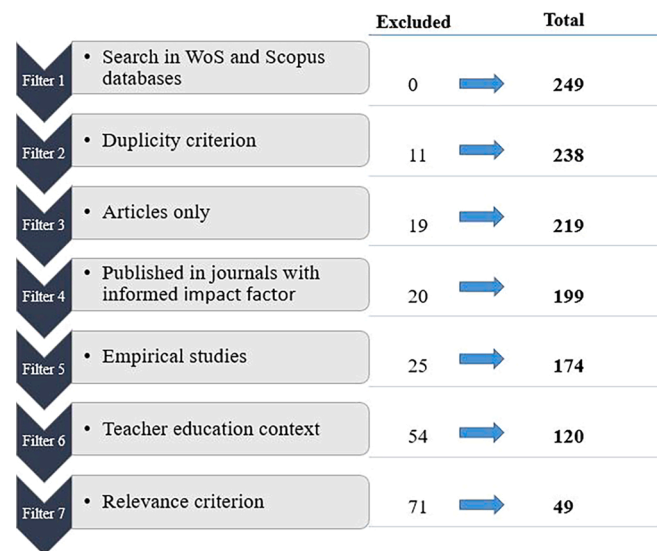 Excluded Total
Filter 1 • Search in WoS and Scopus
databases 0 249
Filter 2 • Duplicity criterion 11 238
Filter 3 • Articles only 19 219
Filter 4 • Published in journals with
informed impact factor 20 199
Filter 5 • Empirical studies 25 174
Filter 6 • Teacher education context 54 120
Filter 7 • Relevance criterion 71 49